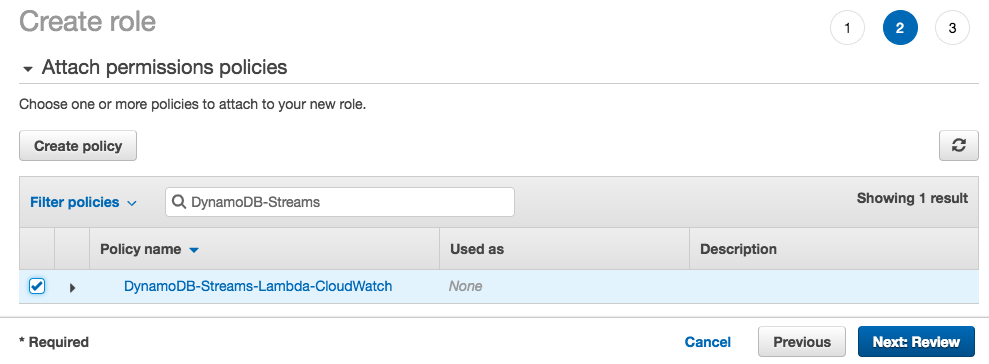 Create role
1 2 3
Attach permissions policies
Choose one or more policies to attach to your new role.
Create policy
Filter policies DynamoDB-Streams Showing 1 result
Policy name Used as Description
DynamoDB-Streams-Lambda-CloudWatch None
* Required Cancel Previous Next: Review